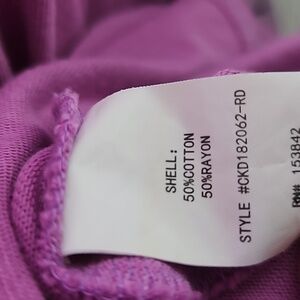 SHELL:
50%COTTON
50%RAYON
STYLE #CKD182062-RD
RN# 153842